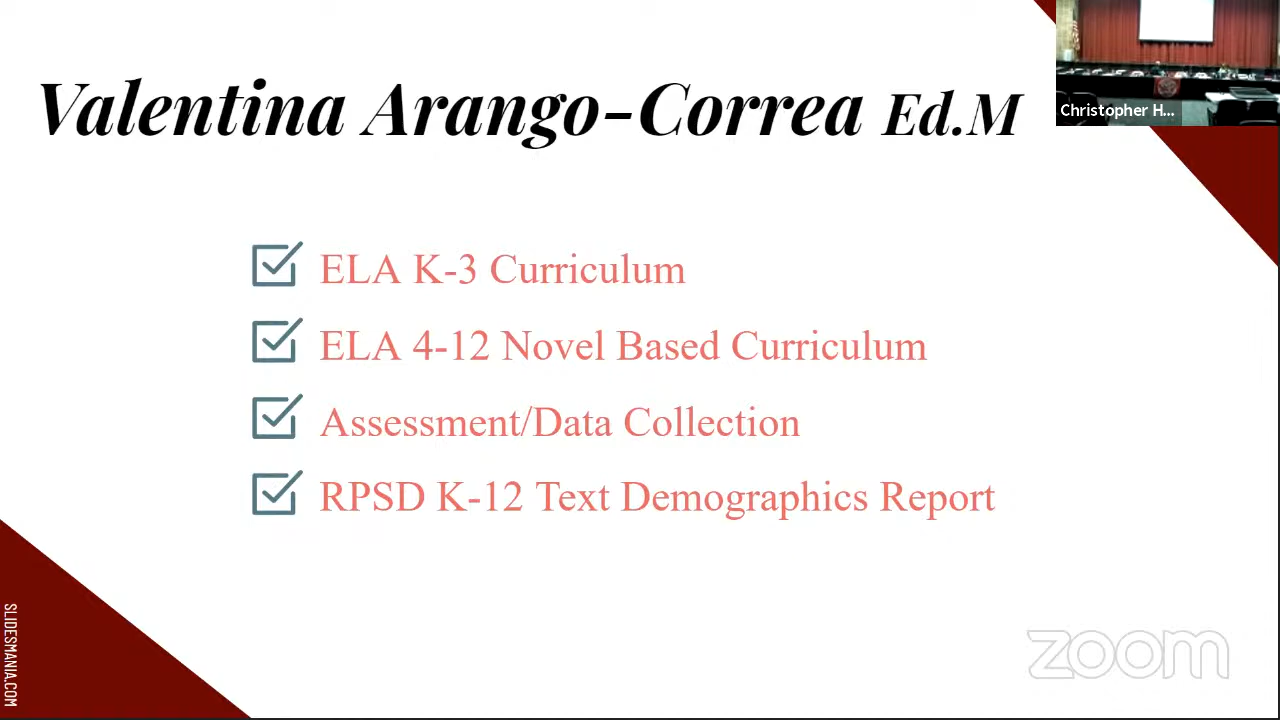 Valentina Arango-Correa Ed.M
Christopher H...
ELA K-3 Curriculum
ELA 4-12 Novel Based Curriculum
Assessment/Data Collection
RPSD K-12 Text Demographics Report
SLIDESMANIA.COM
zoom